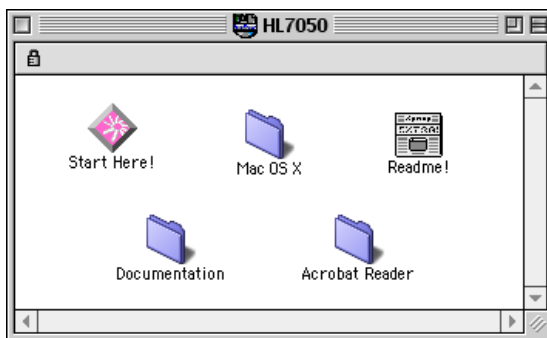 HL7050
Start Here!
Mac OS X
Readme!
Documentation
Acrobat Reader